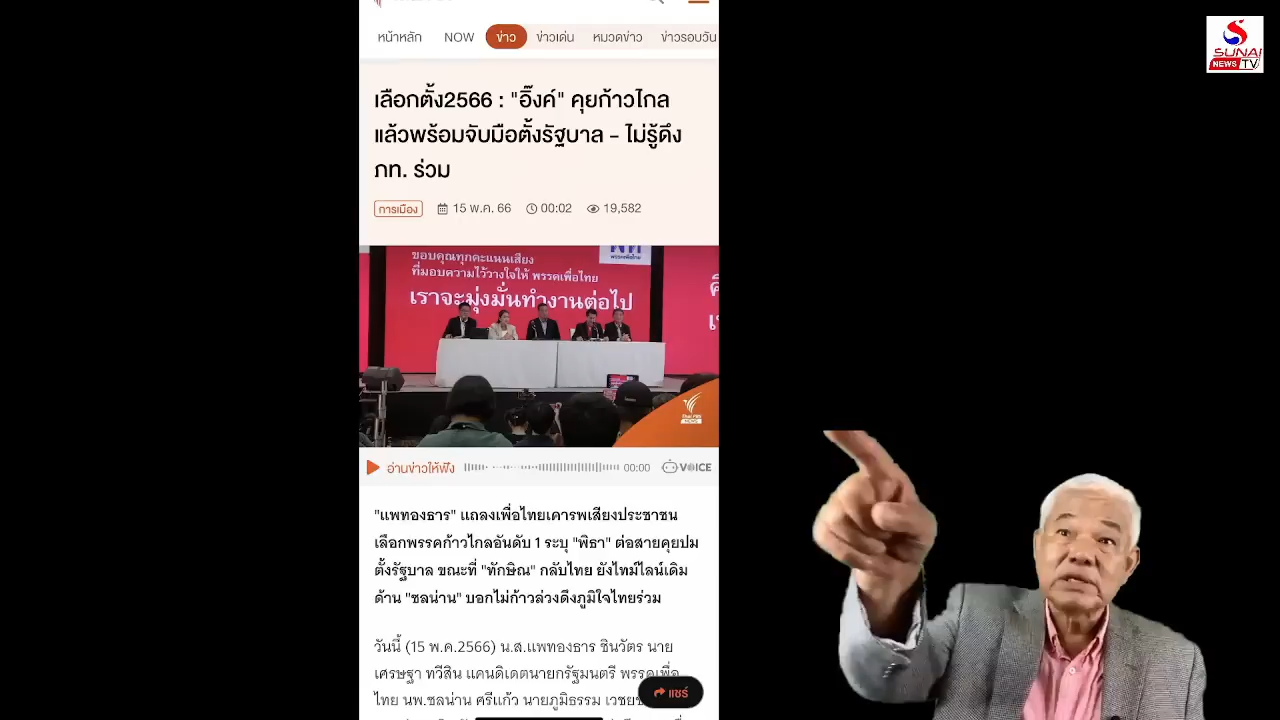 หน้าหลัก NOW ข่าว ข่าวเด่น หมวดข่าว ข่าวรอบวัน
SUNAI
NEWS TV
เลือกตั้ง2566 : "อิ๊งค์" คุยก้าวไกล
แล้วพร้อมจับมือตั้งรัฐบาล - ไม่รู้ดึง
ภท. ร่วม
การเมือง 15 พ.ค. 66 00:02 19,582
ขอบคุณทุกคะแนนเสียง
ที่มอบความไว้วางใจให้ พรรคเพื่อไทย
เราจะมุ่งมั่นทำงานต่อไป
พรรคเพื่อไทย
Thai PBS
NEWS
อ่านข่าวให้ฟัง 00:00 VOICE
"แพทองธาร" แถลงเพื่อไทยเคารพเสียงประชาชน
เลือกพรรคก้าวไกลอันดับ 1 ระบุ "พิธา" ต่อสายคุยปม
ตั้งรัฐบาล ขณะที่ "ทักษิณ" กลับไทย ยังไทม์ไลน์เดิม
ด้าน "ชลน่าน" บอกไม่ก้าวล่วงดึงภูมิใจไทยร่วม
วันนี้ (15 พ.ค.2566) น.ส.แพทองธาร ชินวัตร นาย
เศรษฐา ทวีสิน แคนดิเดตนายกรัฐมนตรี พรรคเพื่อ
ไทย นพ.ชลน่าน ศรีแก้ว นายภูมิธรรม
แชร์